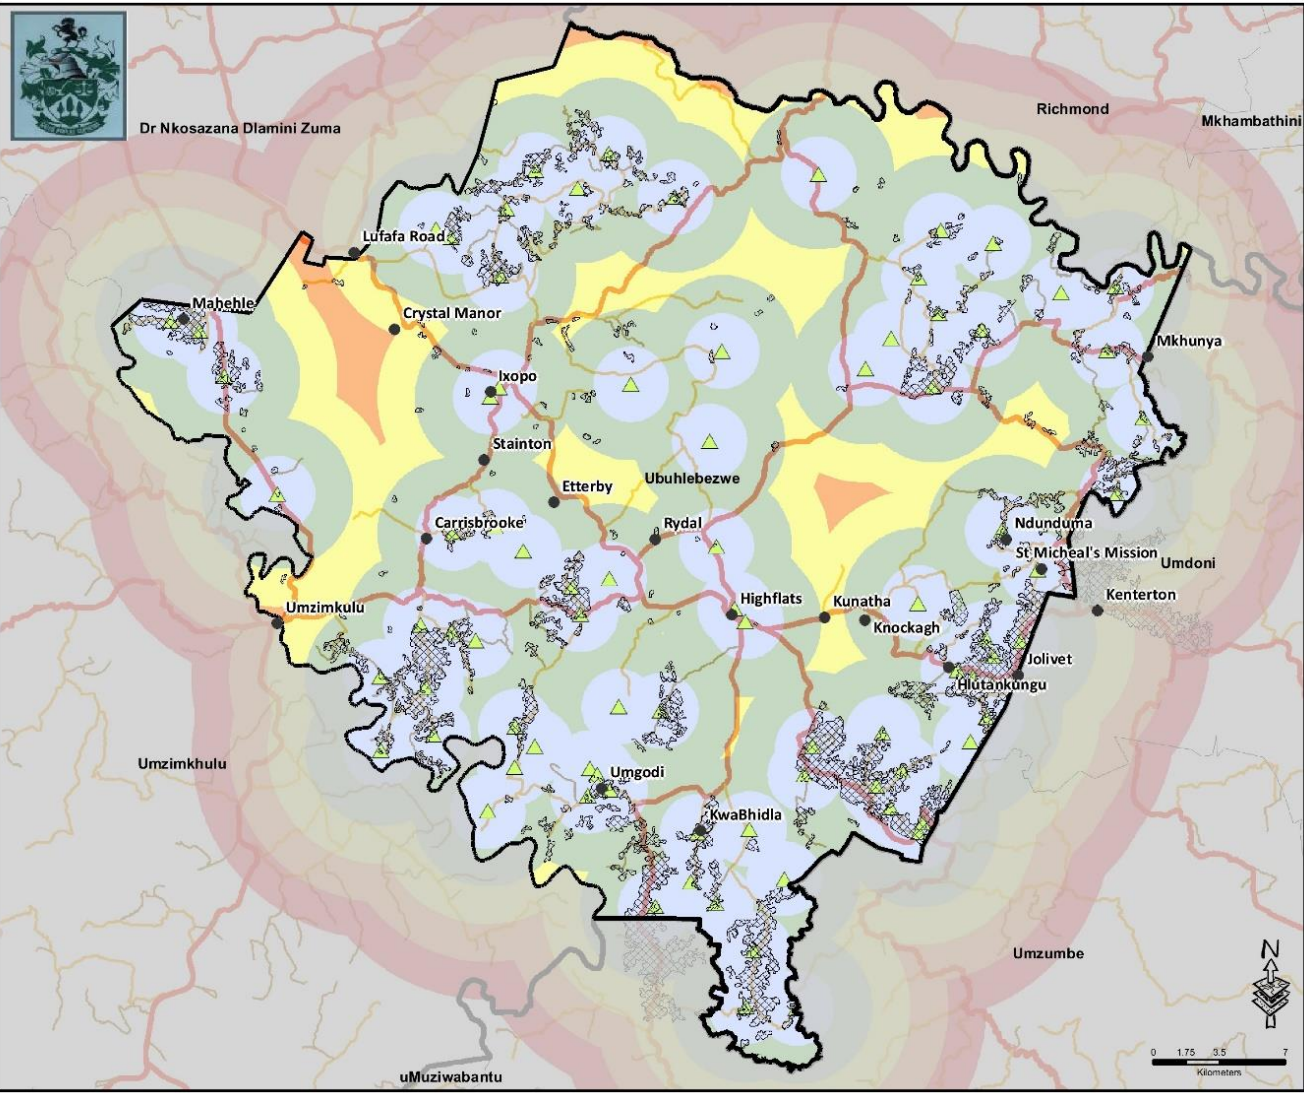 Richmond
Mkhambathini
Dr Nkosazana Dlamini Zuma
Lufafa Road
Mahehle
Crystal Manor
Mkhunya
Ixopo
Stainton
Ubuhlebezwe
Etterby
Carrisbrooke
Rydal
Ndunduma
St Micheal's Mission
Umdoni
Kenterton
Highflats
Kunatha
Umzimkulu
Knockagh
Jolivet
Hlutankungu
Umzimkhulu
Umgodi
KwaBhidla
Umzumbe
N
0 1.75 3.5 7
Kilometers
uMuziwabantu